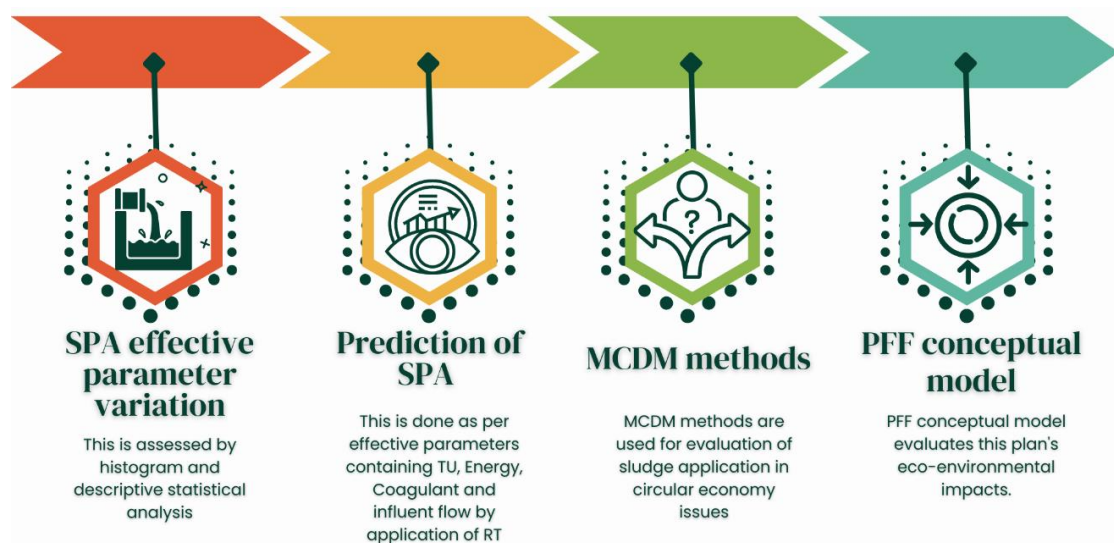 SPA effective
parameter
variation
This is assessed by
histogram and
descriptive statistical
analysis
Prediction of
SPA
This is done as per
effective parameters
containing TU, Energy,
Coagulant and
influent flow by
application of RT
?
MCDM methods
MCDM methods are
used for evaluation of
sludge application in
circular economy
issues
PFF conceptual
model
PFF conceptual model
evaluates this plan's
eco-environmental
impacts.